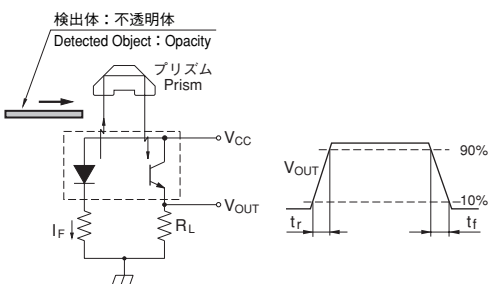 検出体：不透明体
Detected Object：Opacity
プリズム
Prism
VCC
VOUT
IF
RL
VOUT
90%
10%
tr
tf